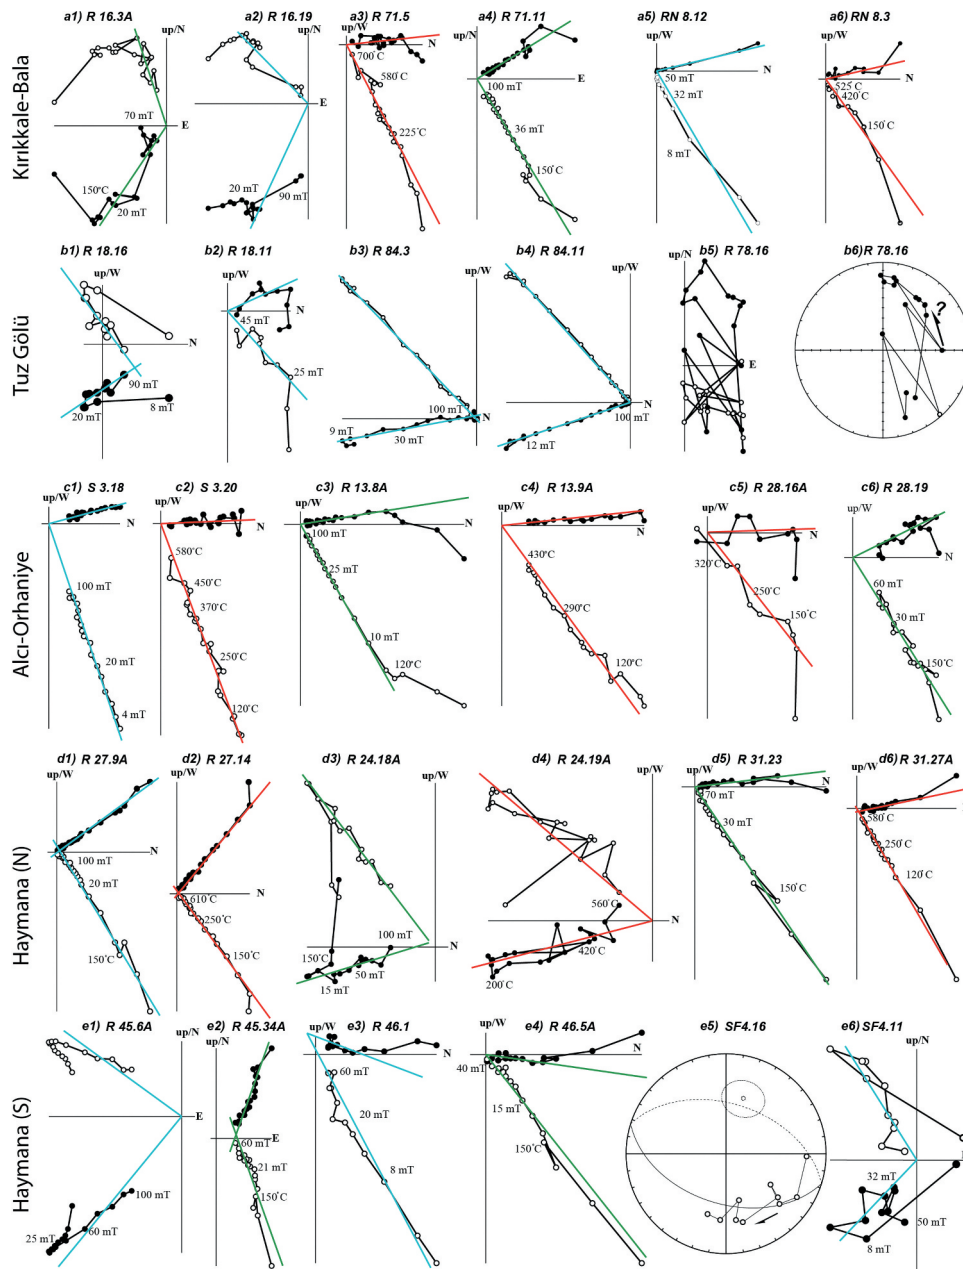 Kırıkkale-Bala
a1) R 16.3A
up/N
E
70 mT
150°C
20 mT
a2) R 16.19
up/N
E
20 mT
90 mT
a3) R 71.5
up/W
N
700°C
580°C
225°C
a4) R 71.11
up/W
E
100 mT
36 mT
150°C
a5) RN 8.12
up/W
N
50 mT
32 mT
8 mT
a6) RN 8.3
up/W
N
525°C
420°C
150°C
Tuz Gölü
b1) R 18.16
up/W
N
90 mT
20 mT
8 mT
b2) R 18.11
up/W
N
45 mT
25 mT
b3) R 84.3
up/W
N
100 mT
9 mT
30 mT
b4) R 84.11
up/W
N
100 mT
12 mT
b5) R 78.16
up/N
E
b6) R 78.16
?
Alcı-Orhaniye
c1) S 3.18
up/W
N
100 mT
20 mT
4 mT
c2) S 3.20
up/W
N
580°C
450°C
370°C
250°C
120°C
c3) R 13.8A
up/W
N
100 mT
25 mT
10 mT
120°C
c4) R 13.9A
up/W
N
430°C
290°C
120°C
c5) R 28.16A
up/W
N
320°C
250°C
150°C
c6) R 28.19
up/W
N
60 mT
30 mT
150°C
Haymana (N)
d1) R 27.9A
up/W
N
100 mT
20 mT
150°C
d2) R 27.14
up/W
N
610°C
250°C
150°C
d3) R 24.18A
up/W
N
100 mT
150°C
50 mT
15 mT
d4) R 24.19A
up/W
N
560°C
420°C
200°C
d5) R 31.23
up/W
N
70 mT
30 mT
150°C
d6) R 31.27A
up/W
580°C
250°C
120°C
Haymana (S)
e1) R 45.6A
up/N
E
100 mT
60 mT
25 mT
e2) R 45.34A
up/N
E
60 mT
21 mT
150°C
e3) R 46.1
up/W
N
60 mT
20 mT
8 mT
e4) R 46.5A
up/W
N
40 mT
15 mT
150°C
e5) SF4.16
e6) SF4.11
up/N
32 mT
50 mT
8 mT